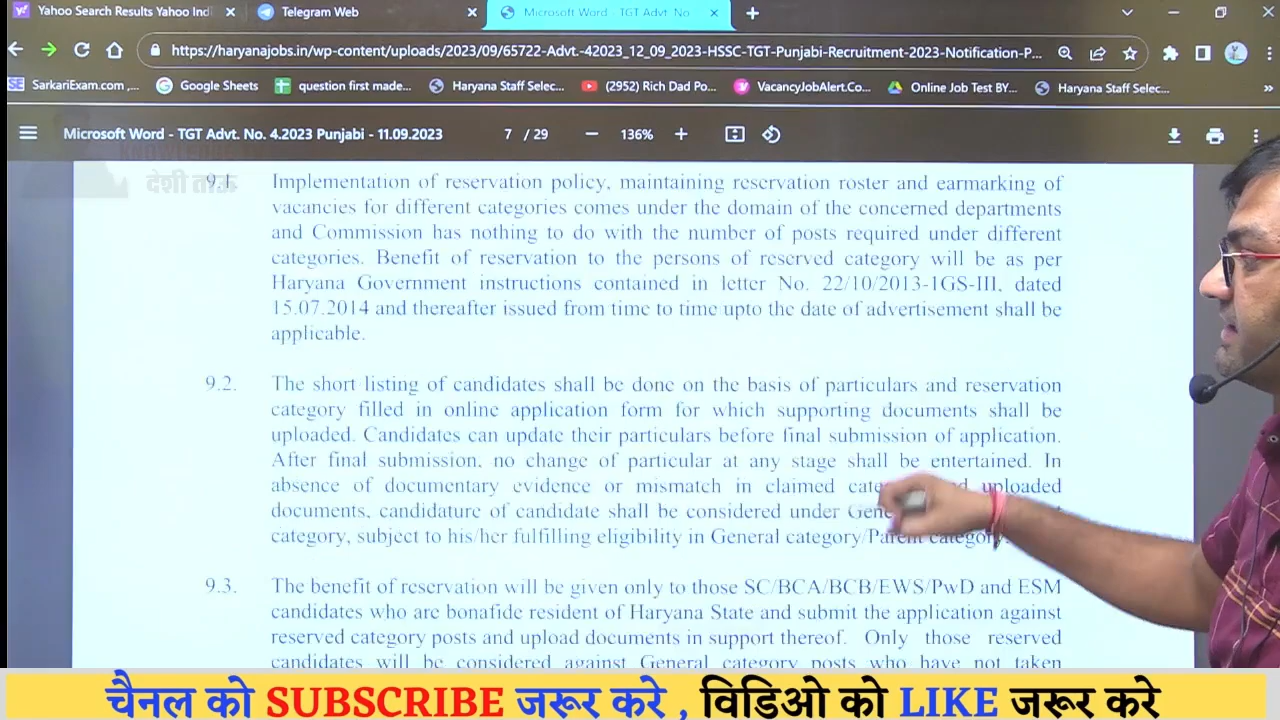 Yahoo Search Results Yahoo Ind
Telegram Web
Microsoft Word - TGT Advt. No
https://haryanajobs.in/wp-content/uploads/2023/09/65722-Advt.-42023_12_09_2023-HSSC-TGT-Punjabi-Recruitment-2023-Notification-P...
SE SarkariExam.com ,...
Google Sheets
question first made...
Haryana Staff Selec...
(2952) Rich Dad Po...
VacancyJobAlert.Co...
Online Job Test BY...
Haryana Staff Selec...
»
Microsoft Word - TGT Advt. No. 4.2023 Punjabi - 11.09.2023
7 / 29
136%
देशी
9.1. Implementation of reservation policy, maintaining reservation roster and earmarking of
vacancies for different categories comes under the domain of the concerned departments
and Commission has nothing to do with the number of posts required under different
categories. Benefit of reservation to the persons of reserved category will be as per
Haryana Government instructions contained in letter No. 22/10/2013-1GS-III, dated
15.07.2014 and thereafter issued from time to time upto the date of advertisement shall be
applicable.
9.2. The short listing of candidates shall be done on the basis of particulars and reservation
category filled in online application form for which supporting documents shall be
uploaded. Candidates can update their particulars before final submission of application.
After final submission, no change of particular at any stage shall be entertained. In
absence of documentary evidence or mismatch in claimed uploaded
documents, candidature of candidate shall be considered under
category, subject to his/her fulfilling eligibility in General category/Parent category.
9.3. The benefit of reservation will be given only to those SC/BCA/BCB/EWS/PwD and ESM
candidates who are bonafide resident of Haryana State and submit the application against
reserved category posts and upload documents in support thereof. Only those reserved
candidates will be considered against General category posts who have not taken
चैनल को SUBSCRIBE जरूर करे , विडिओ को LIKE जरूर करे